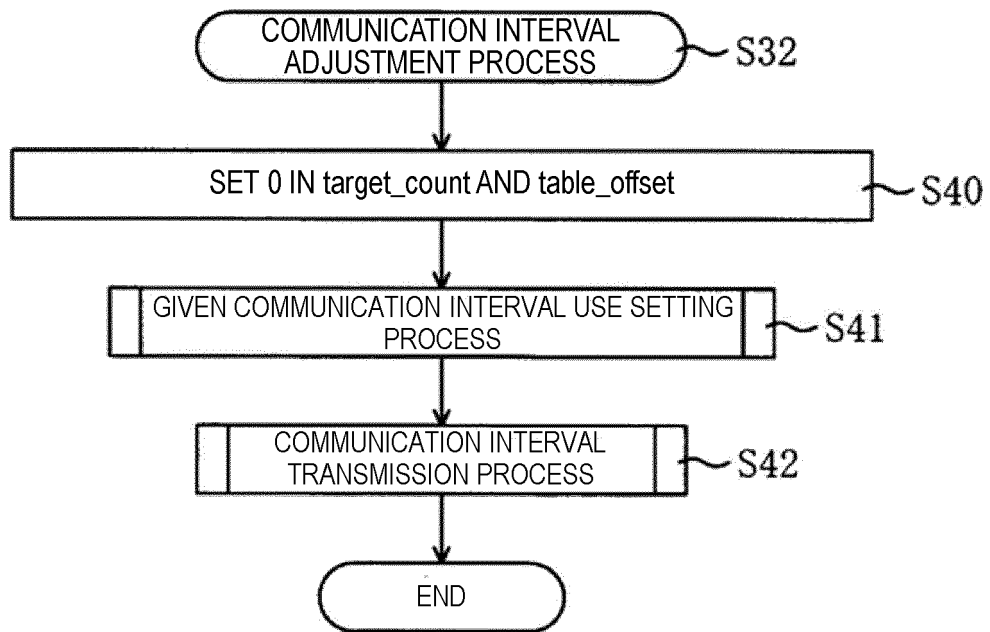 COMMUNICATION INTERVAL
ADJUSTMENT PROCESS
S32
SET 0 IN target_count AND table_offset
S40
GIVEN COMMUNICATION INTERVAL USE SETTING
PROCESS
S41
COMMUNICATION INTERVAL
TRANSMISSION PROCESS
S42
END